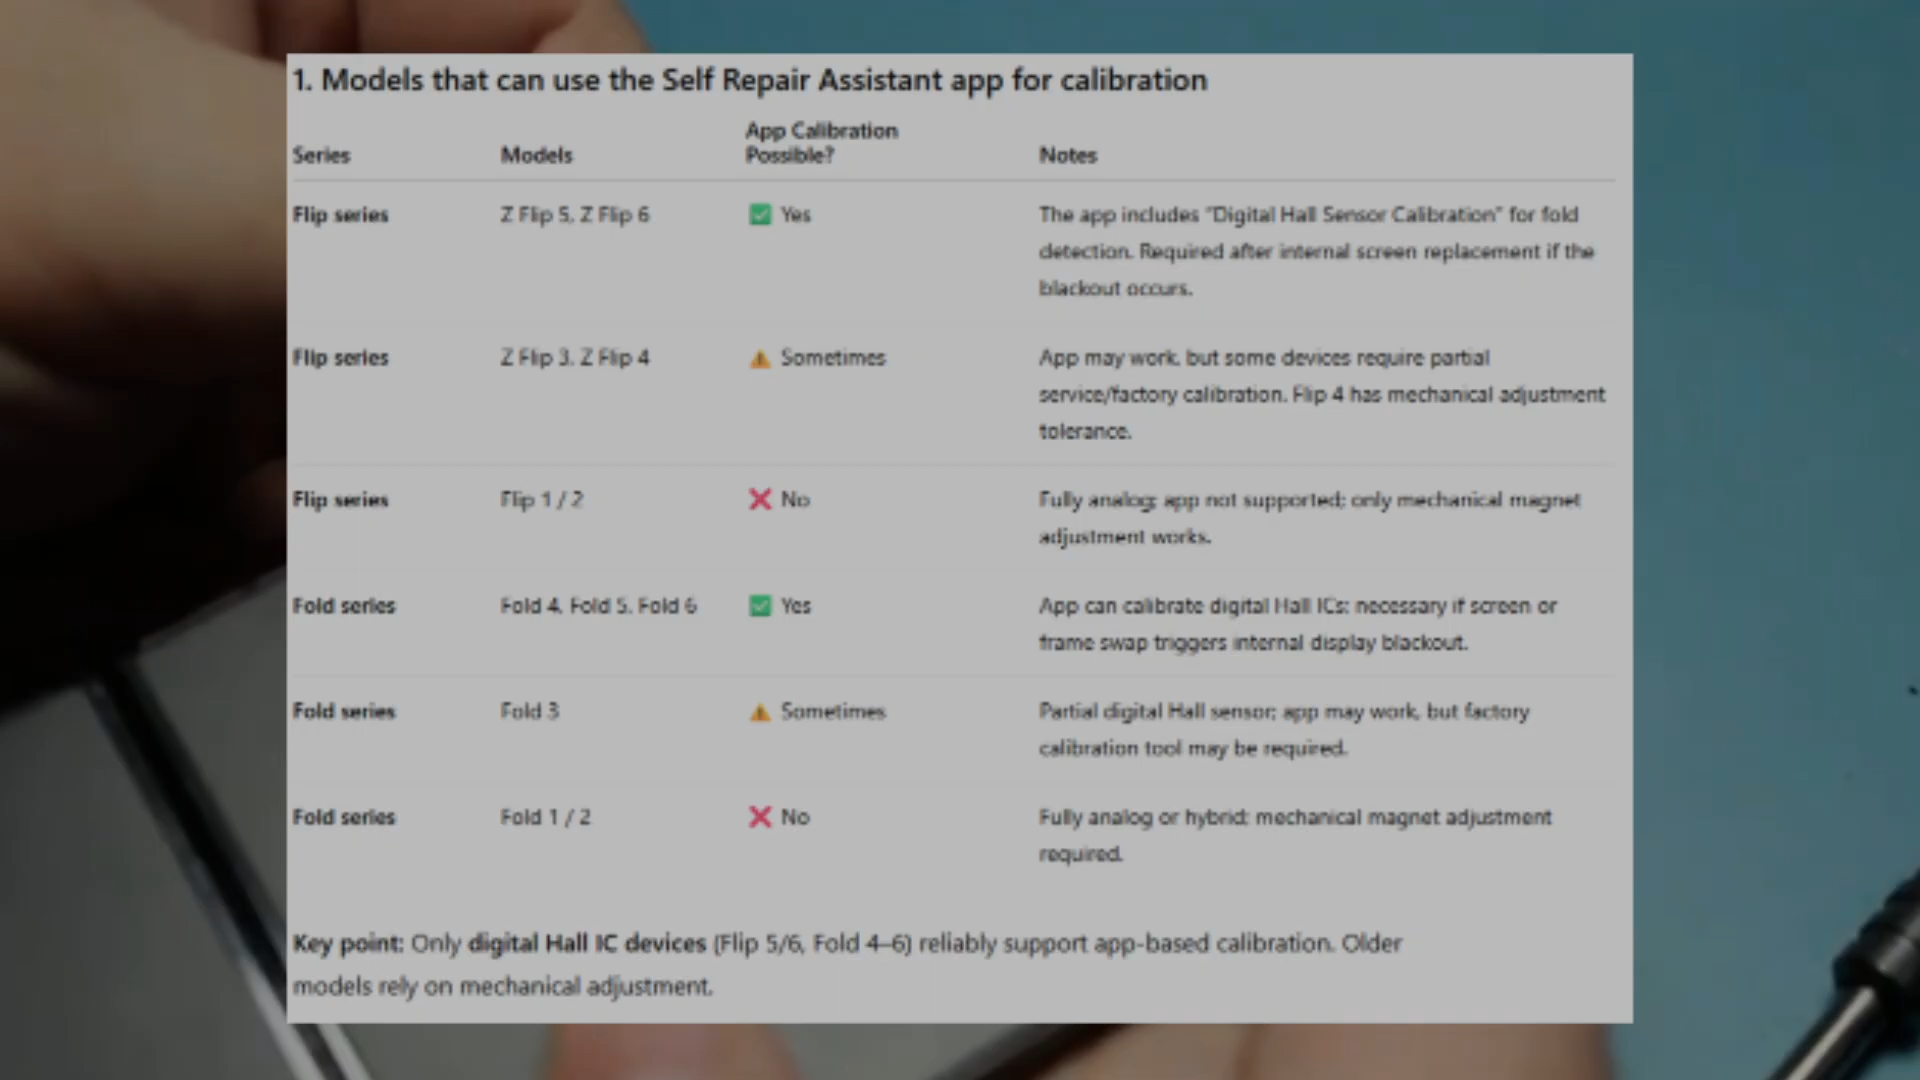 1. Models that can use the Self Repair Assistant app for calibration
Series Models App Calibration Possible? Notes
Flip series Z Flip 5, Z Flip 6 ✅ Yes The app includes "Digital Hall Sensor Calibration" for fold
detection. Required after internal screen replacement if the
blackout occurs.
Flip series Z Flip 3, Z Flip 4 ⚠️ Sometimes App may work, but some devices require partial
service/factory calibration. Flip 4 has mechanical adjustment
tolerance.
Flip series Flip 1 / 2 ❌ No Fully analog; app not supported; only mechanical magnet
adjustment works.
Fold series Fold 4, Fold 5, Fold 6 ✅ Yes App can calibrate digital Hall ICs; necessary if screen or
frame swap triggers internal display blackout.
Fold series Fold 3 ⚠️ Sometimes Partial digital Hall sensor; app may work, but factory
calibration tool may be required.
Fold series Fold 1 / 2 ❌ No Fully analog or hybrid; mechanical magnet adjustment
required.
Key point: Only digital Hall IC devices (Flip 5/6, Fold 4–6) reliably support app-based calibration. Older
models rely on mechanical adjustment.